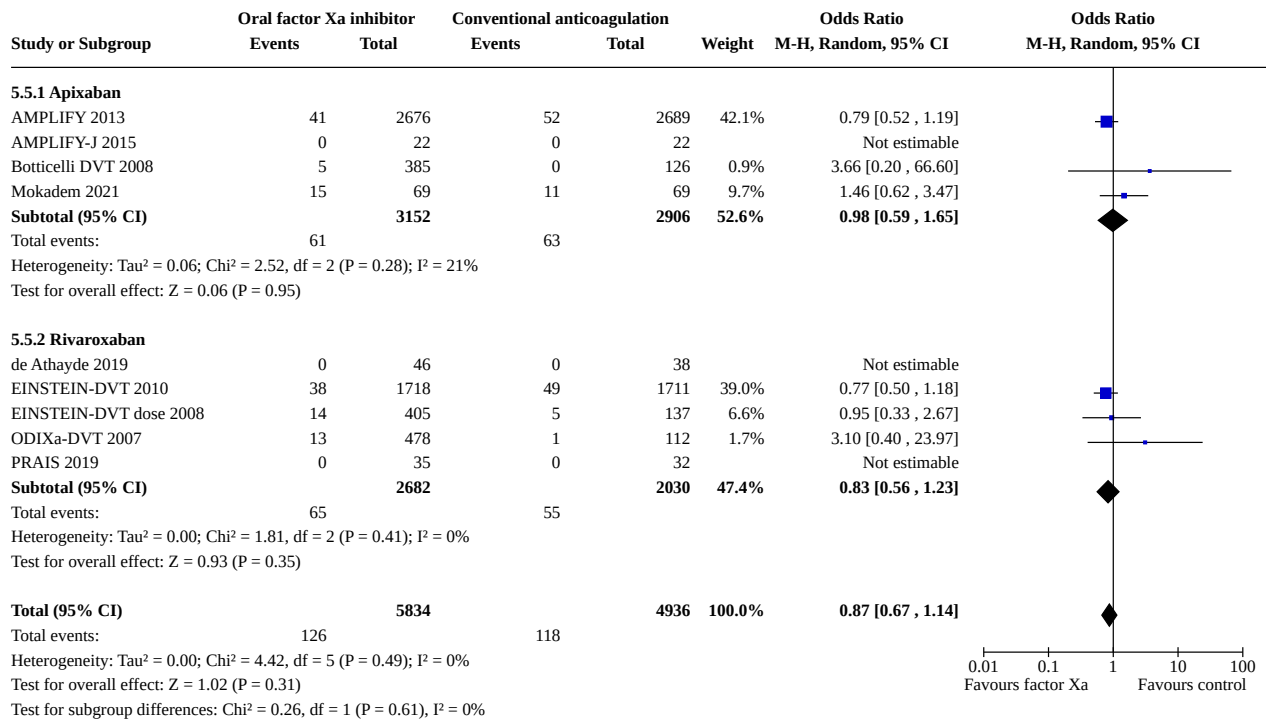 Oral factor Xa inhibitor Conventional anticoagulation Odds Ratio Odds Ratio
Study or Subgroup Events Total Events Total Weight M-H, Random, 95% CI M-H, Random, 95% CI
5.5.1 Apixaban
AMPLIFY 2013 41 2676 52 2689 42.1% 0.79 [0.52 , 1.19]
AMPLIFY-J 2015 0 22 0 22 Not estimable
Botticelli DVT 2008 5 385 0 126 0.9% 3.66 [0.20 , 66.60]
Mokadem 2021 15 69 11 69 9.7% 1.46 [0.62 , 3.47]
Subtotal (95% CI) 3152 2906 52.6% 0.98 [0.59 , 1.65]
Total events: 61 63
Heterogeneity: Tau² = 0.06; Chi² = 2.52, df = 2 (P = 0.28); I² = 21%
Test for overall effect: Z = 0.06 (P = 0.95)
5.5.2 Rivaroxaban
de Athayde 2019 0 46 0 38 Not estimable
EINSTEIN-DVT 2010 38 1718 49 1711 39.0% 0.77 [0.50 , 1.18]
EINSTEIN-DVT dose 2008 14 405 5 137 6.6% 0.95 [0.33 , 2.67]
ODIXa-DVT 2007 13 478 1 112 1.7% 3.10 [0.40 , 23.97]
PRAIS 2019 0 35 0 32 Not estimable
Subtotal (95% CI) 2682 2030 47.4% 0.83 [0.56 , 1.23]
Total events: 65 55
Heterogeneity: Tau² = 0.00; Chi² = 1.81, df = 2 (P = 0.41); I² = 0%
Test for overall effect: Z = 0.93 (P = 0.35)
Total (95% CI) 5834 4936 100.0% 0.87 [0.67 , 1.14]
Total events: 126 118
Heterogeneity: Tau² = 0.00; Chi² = 4.42, df = 5 (P = 0.49); I² = 0%
0.01 0.1 1 10 100
Test for overall effect: Z = 1.02 (P = 0.31)
Favours factor Xa Favours control
Test for subgroup differences: Chi² = 0.26, df = 1 (P = 0.61), I² = 0%